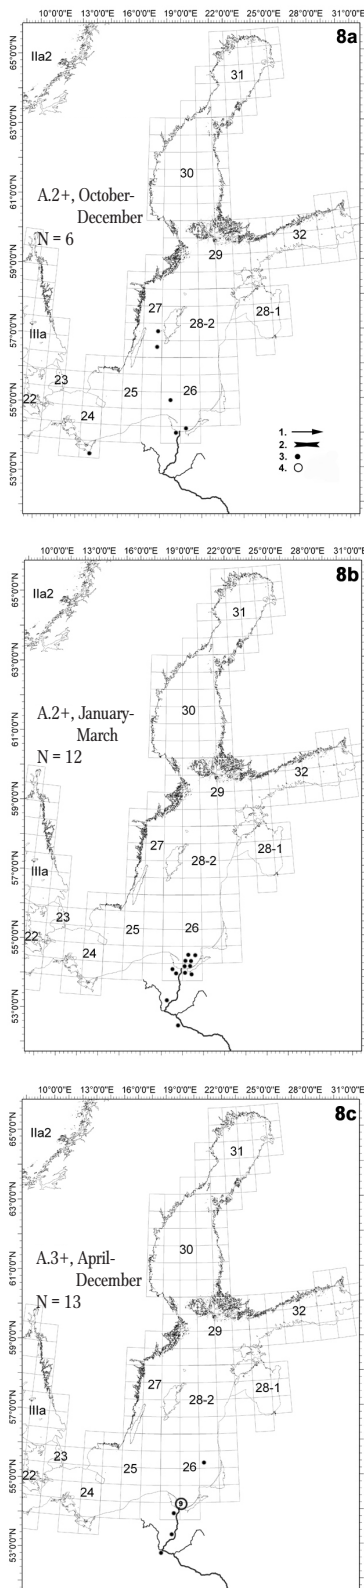 8a
10°0'0"E 13°0'0"E 16°0'0"E 19°0'0"E 22°0'0"E 25°0'0"E 28°0'0"E 31°0'0"E
65°0'0"N
63°0'0"N
61°0'0"N
59°0'0"N
57°0'0"N
55°0'0"N
53°0'0"N
IIa2
31
30
A.2+, October-
December
N = 6
32
29
27
28-2
28-1
IIIa
23
22
24
25
26
1.
2.
3.
4.
10°0'0"E 13°0'0"E 16°0'0"E 19°0'0"E 22°0'0"E 25°0'0"E 28°0'0"E 31°0'0"E
8b
65°0'0"N
63°0'0"N
61°0'0"N
59°0'0"N
57°0'0"N
55°0'0"N
53°0'0"N
IIa2
31
30
A.2+, January-
March
N = 12
32
29
27
28-2
28-1
IIIa
23
22
24
25
26
10°0'0"E 13°0'0"E 16°0'0"E 19°0'0"E 22°0'0"E 25°0'0"E 28°0'0"E 31°0'0"E
8c
65°0'0"N
63°0'0"N
61°0'0"N
59°0'0"N
57°0'0"N
55°0'0"N
53°0'0"N
IIa2
31
30
A.3+, April-
December
N = 13
32
29
27
28-2
28-1
IIIa
23
22
24
25
26
9